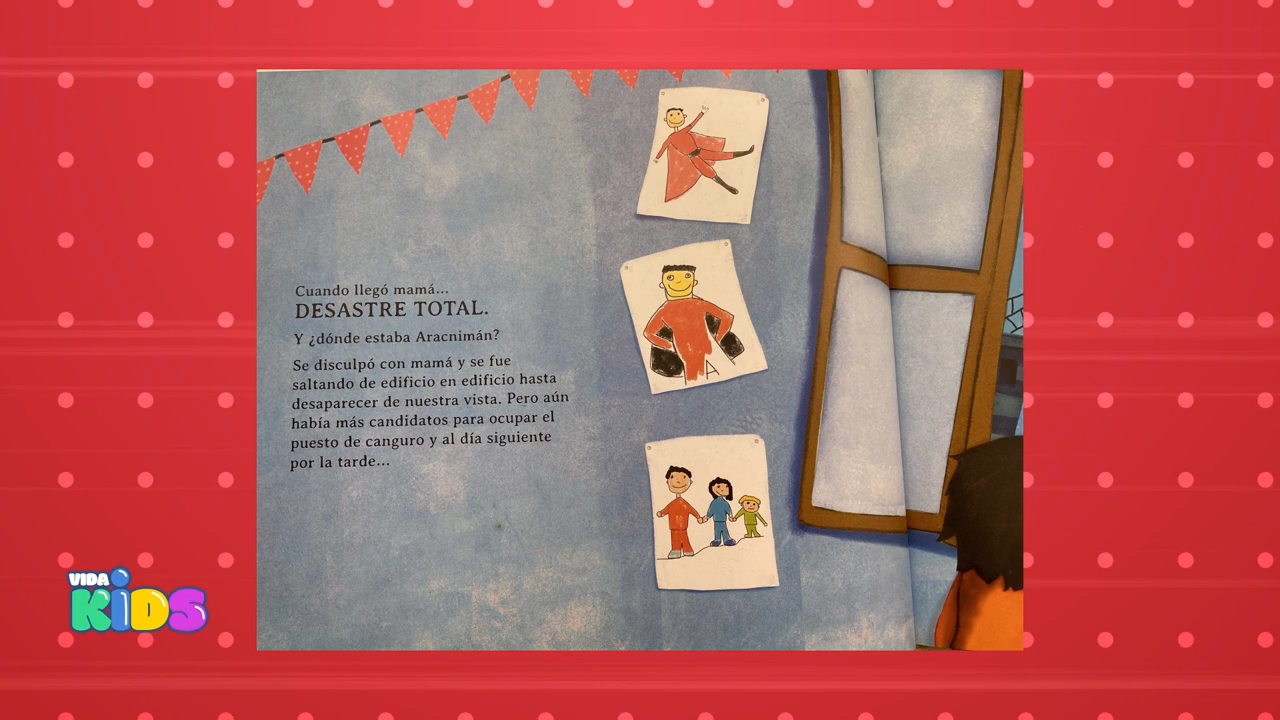 Cuando llegó mamá...
DESASTRE TOTAL.
Y ¿dónde estaba Aracnimán?
Se disculpó con mamá y se fue
saltando de edificio en edificio hasta
desaparecer de nuestra vista. Pero aún
había más candidatos para ocupar el
puesto de canguro y al día siguiente
por la tarde...
A
VIDA
KiDS